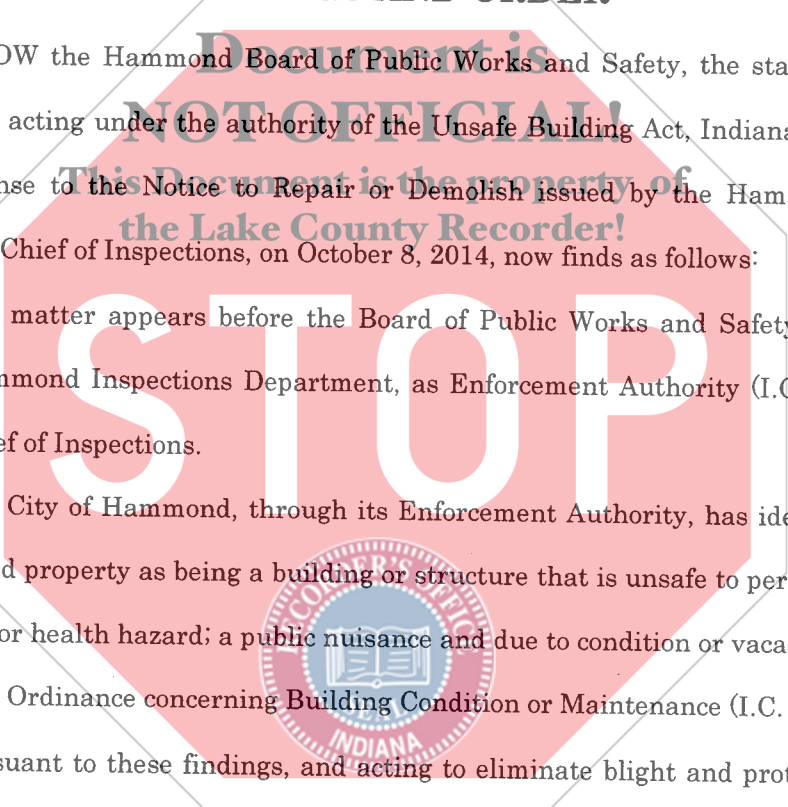 AND ORDER
OW the Hammond Board of Public Works and Safety, the sta
Document is
acting under the authority of the Unsafe Building Act, Indiana
NOT OFFICIAL!
nse to the Notice to Repair or Demolish issued by the Ham
This Document is the property of
the Lake County Recorder!
Chief of Inspections, on October 8, 2014, now finds as follows:
matter appears before the Board of Public Works and Safety
mmond Inspections Department, as Enforcement Authority (I.C
ef of Inspections.
STOP
City of Hammond, through its Enforcement Authority, has ide
d property as being a building or structure that is unsafe to per
or health hazard; a public nuisance and due to condition or vaca
Ordinance concerning Building Condition or Maintenance (I.C.
suant to these findings, and acting to eliminate blight and prot
RECORDER'S OFFICE
SEAL
INDIANA